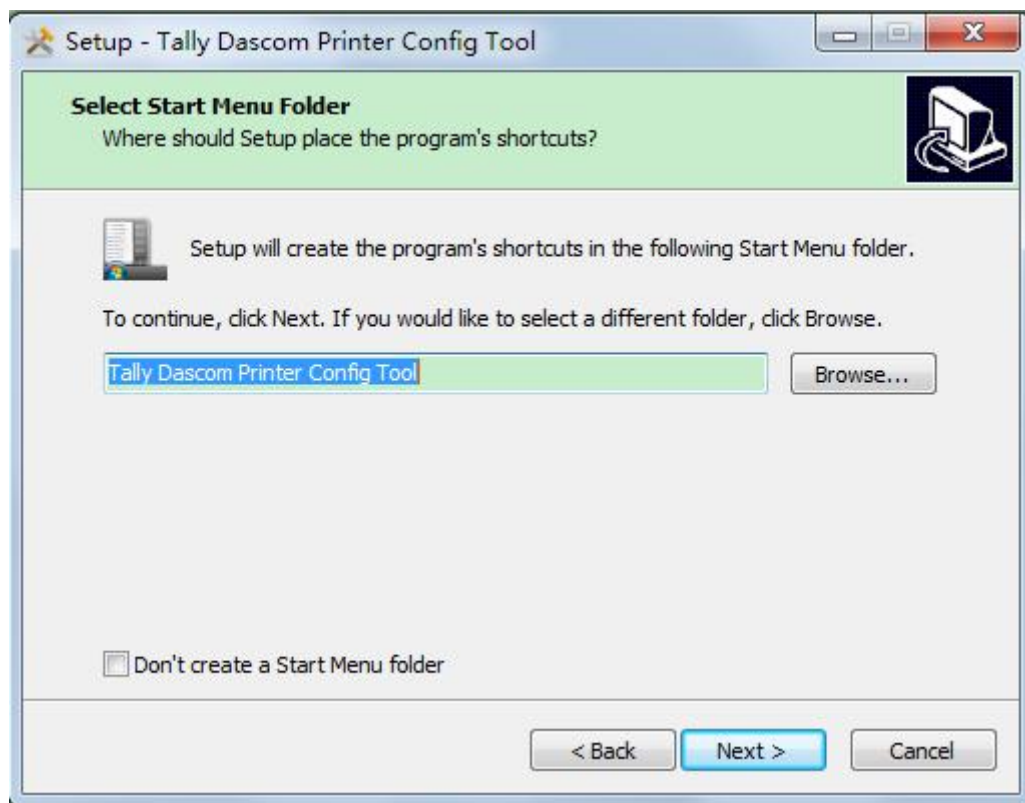 Setup - Tally Dascom Printer Config Tool
Select Start Menu Folder
Where should Setup place the program's shortcuts?
Setup will create the program's shortcuts in the following Start Menu folder.
To continue, click Next. If you would like to select a different folder, click Browse.
Tally Dascom Printer Config Tool
Browse...
Don't create a Start Menu folder
< Back
Next >
Cancel